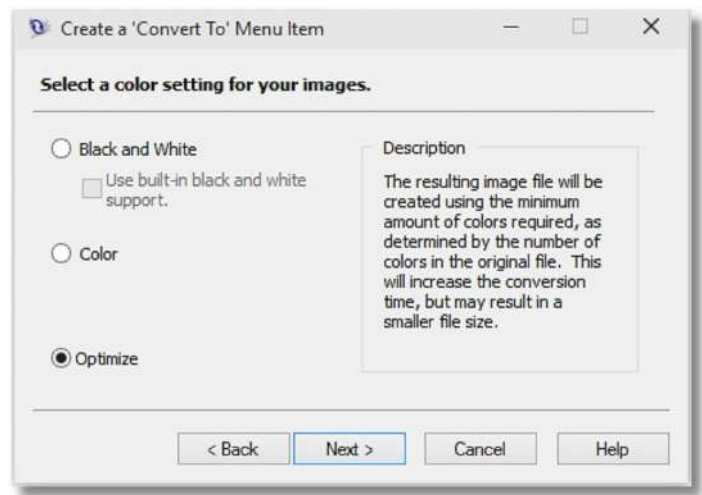 Create a 'Convert To' Menu Item
Select a color setting for your images.
Black and White
Use built-in black and white
support.
Color
Optimize
Description
The resulting image file will be
created using the minimum
amount of colors required, as
determined by the number of
colors in the original file. This
will increase the conversion
time, but may result in a
smaller file size.
< Back
Next >
Cancel
Help